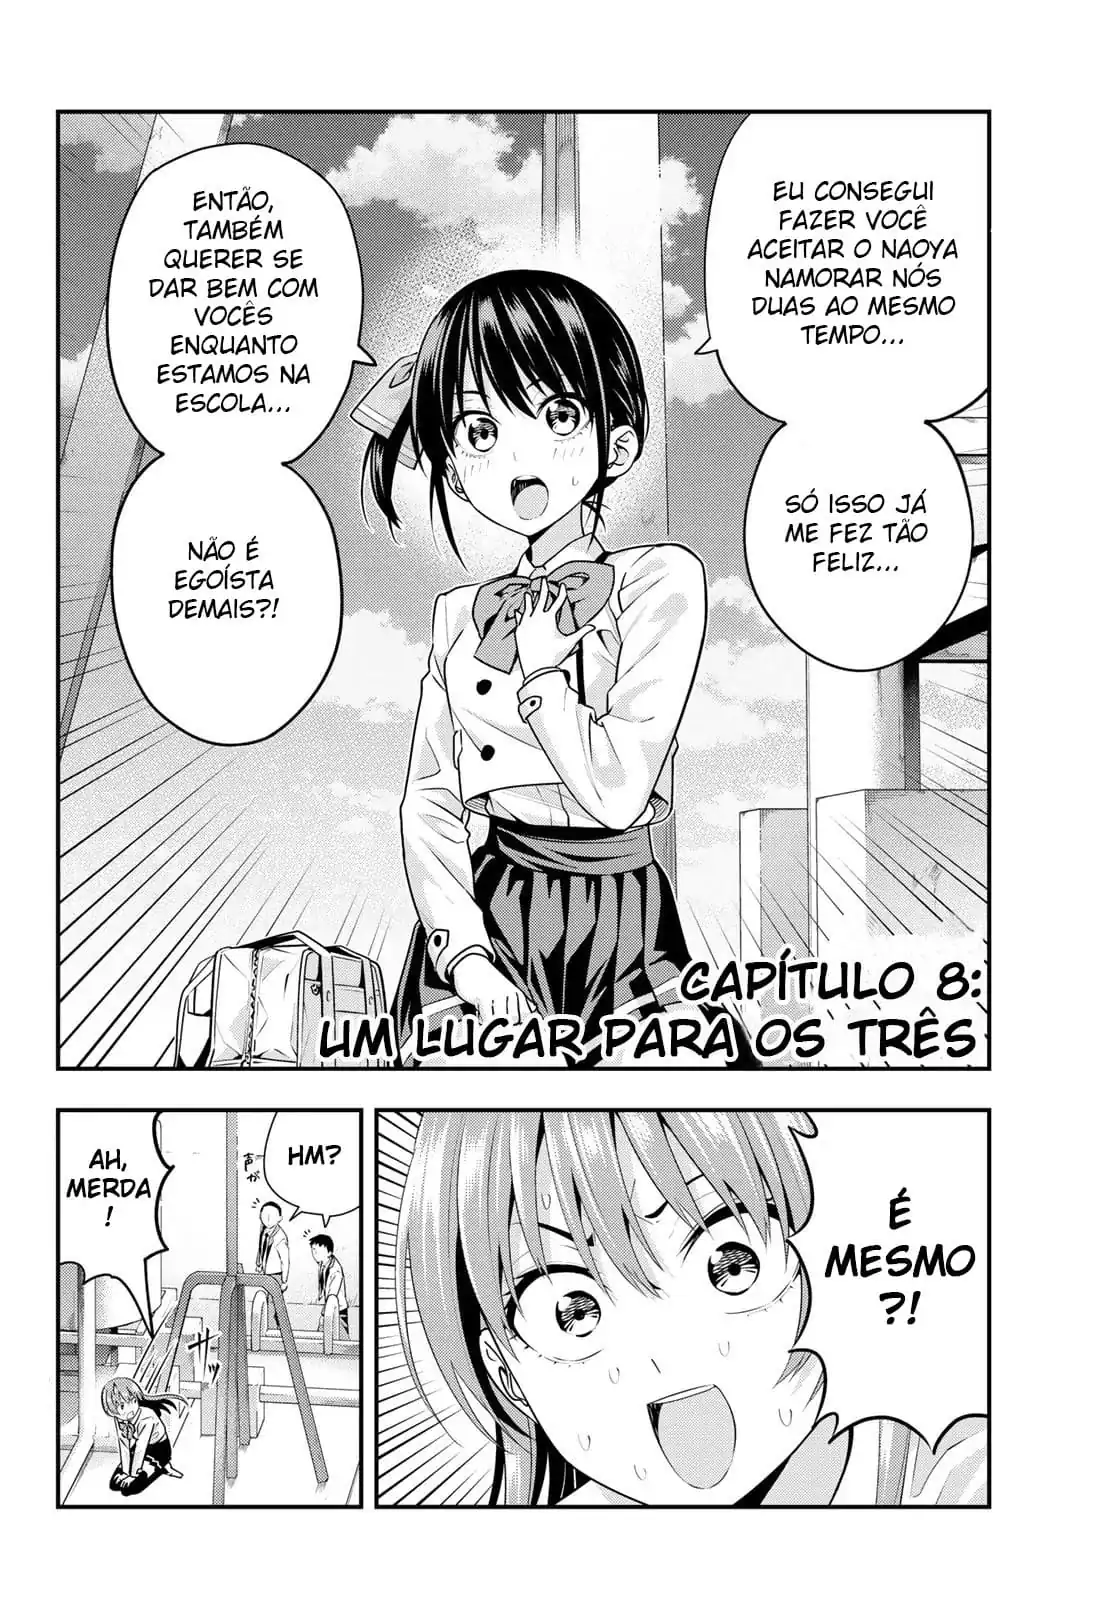 EU CONSEGUI
FAZER VOCÊ
ACEITAR O NAOYA
NAMORAR NÓS
DUAS AO MESMO
TEMPO...
SÓ ISSO JÁ
ME FEZ TÃO
FELIZ...
ENTÃO,
TAMBÉM
QUERER SE
DAR BEM COM
VOCÊS
ENQUANTO
ESTAMOS NA
ESCOLA...
NÃO É
EGOÍSTA
DEMAIS?!
CAPÍTULO 8:
UM LUGAR PARA OS TRÊS
É
MESMO
?!
HM?
声が
AH,
MERDA
!
サッ